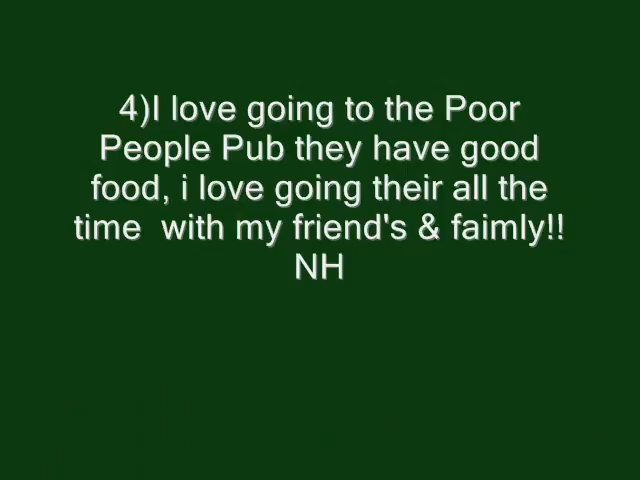 4)I love going to the Poor
People Pub they have good
food, i love going their all the
time  with my friend's & faimly!!
NH